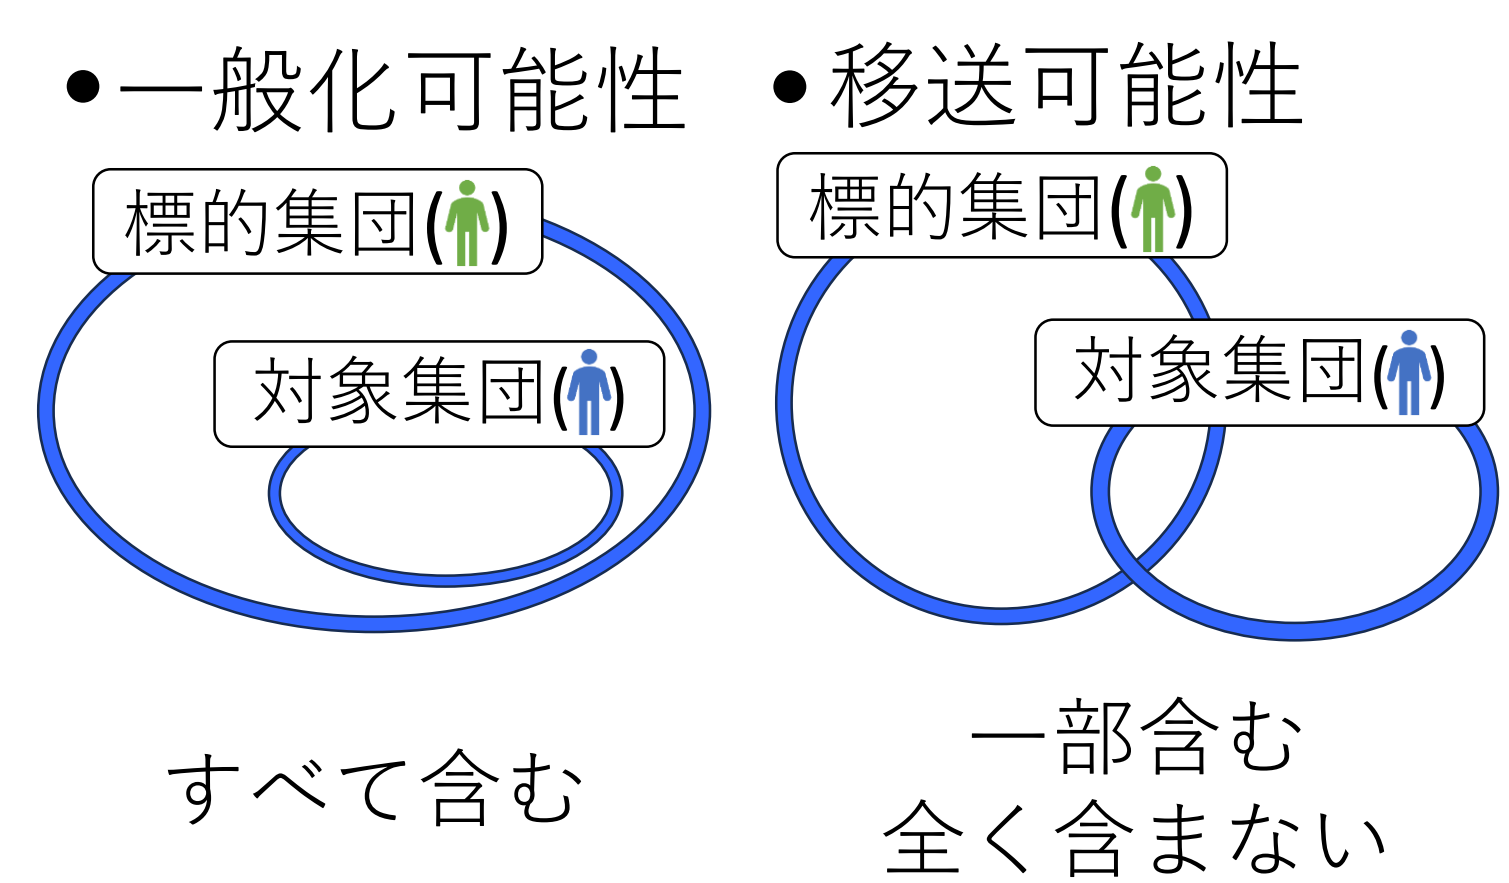 •一般化可能性
標的集団()
対象集団()
すべて含む
•移送可能性
標的集団()
対象集団()
一部含む
全く含まない